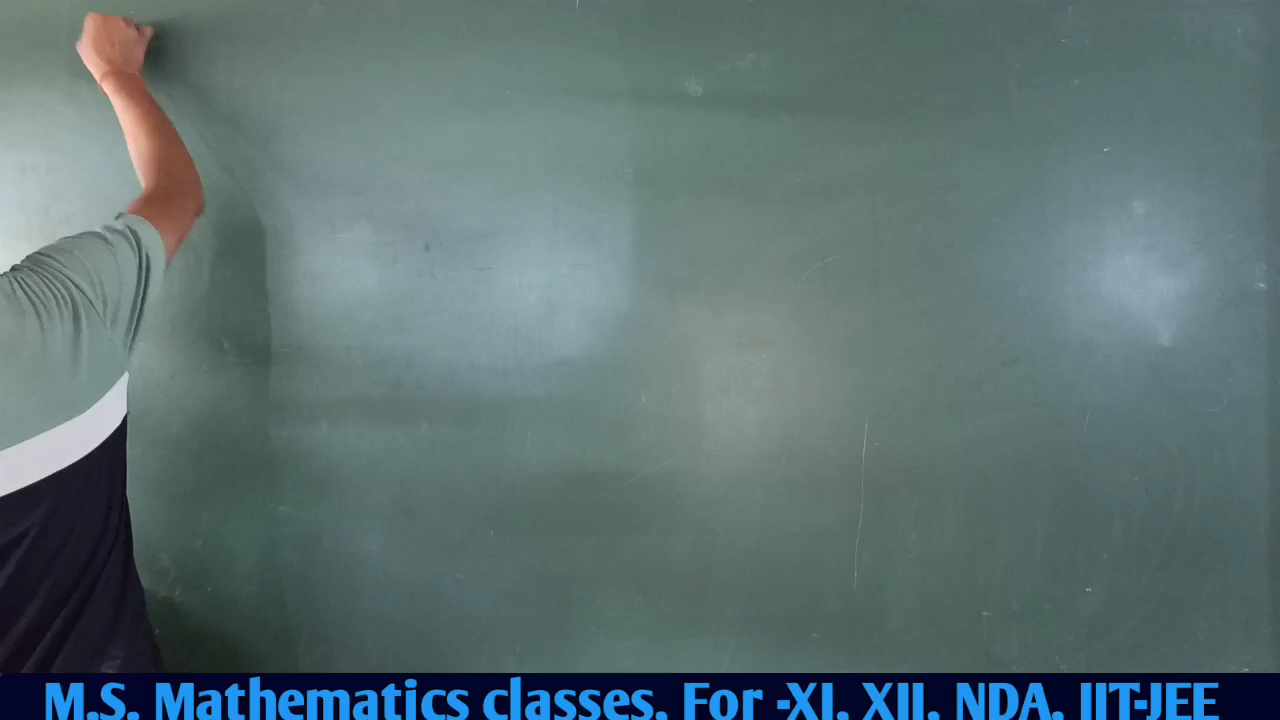 M.S. Mathematics classes. For -XI, XII, NDA, IIT-JEE